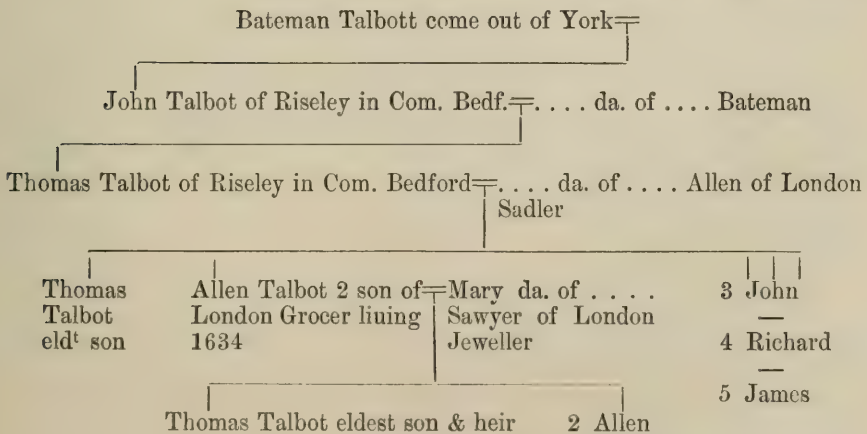 Bateman Talbott come out of York
John Talbot of Riseley in Com. Bedf. . . . . da. of . . . . Bateman
Thomas Talbot of Riseley in Com. Bedford . . . . da. of . . . . Allen of London
Sadler
Thomas
Talbot
eldᵗ son
Allen Talbot 2 son of
London Grocer liuing
1634
Mary da. of . . . .
Sawyer of London
Jeweller
3 John
4 Richard
5 James
Thomas Talbot eldest son & heir 2 Allen